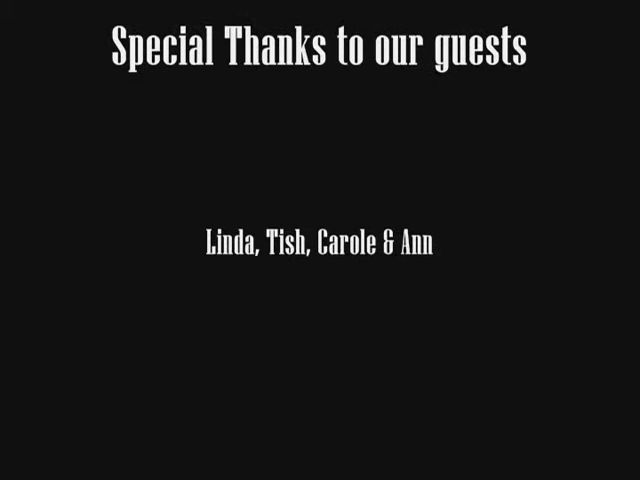 Special Thanks to our guests
Linda, Tish, Carole & Ann